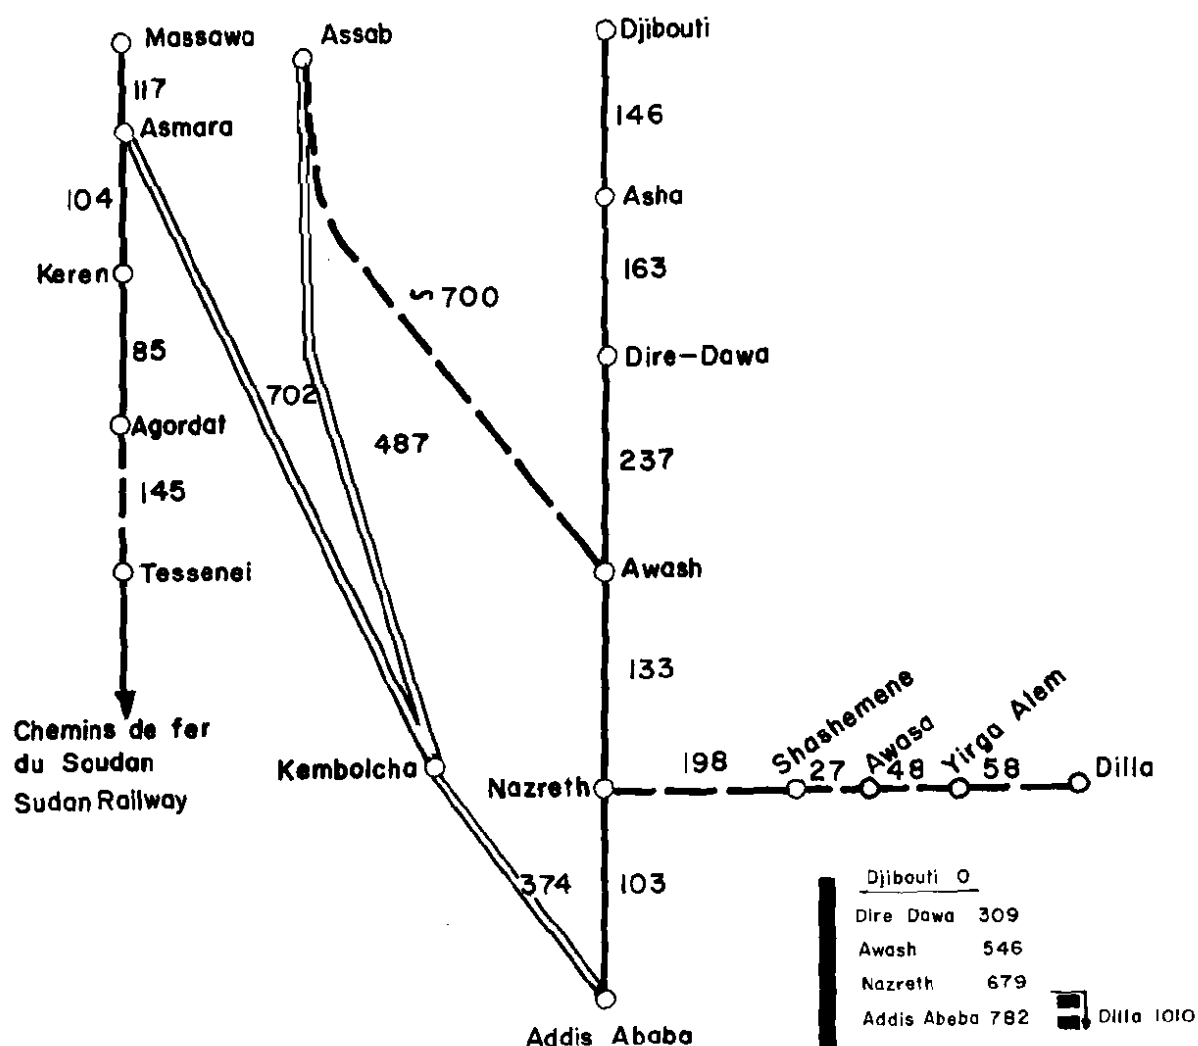 Massawa
Assab
Djibouti
117
146
Asmara
104
Asha
Keren
163
∽ 700
85
Dire-Dawa
702
Agordat
487
237
145
Tessenei
Awash
133
Chemins de fer
du Soudan
Sudan Railway
Kembolcha
Nazreth
198
Shashemene
27
Awasa
48
Yirga Alem
58
Dilla
374
103
Addis Ababa
Djibouti 0
Dire Dawa 309
Awash 546
Nazreth 679
Addis Abeba 782
Dilla 1010